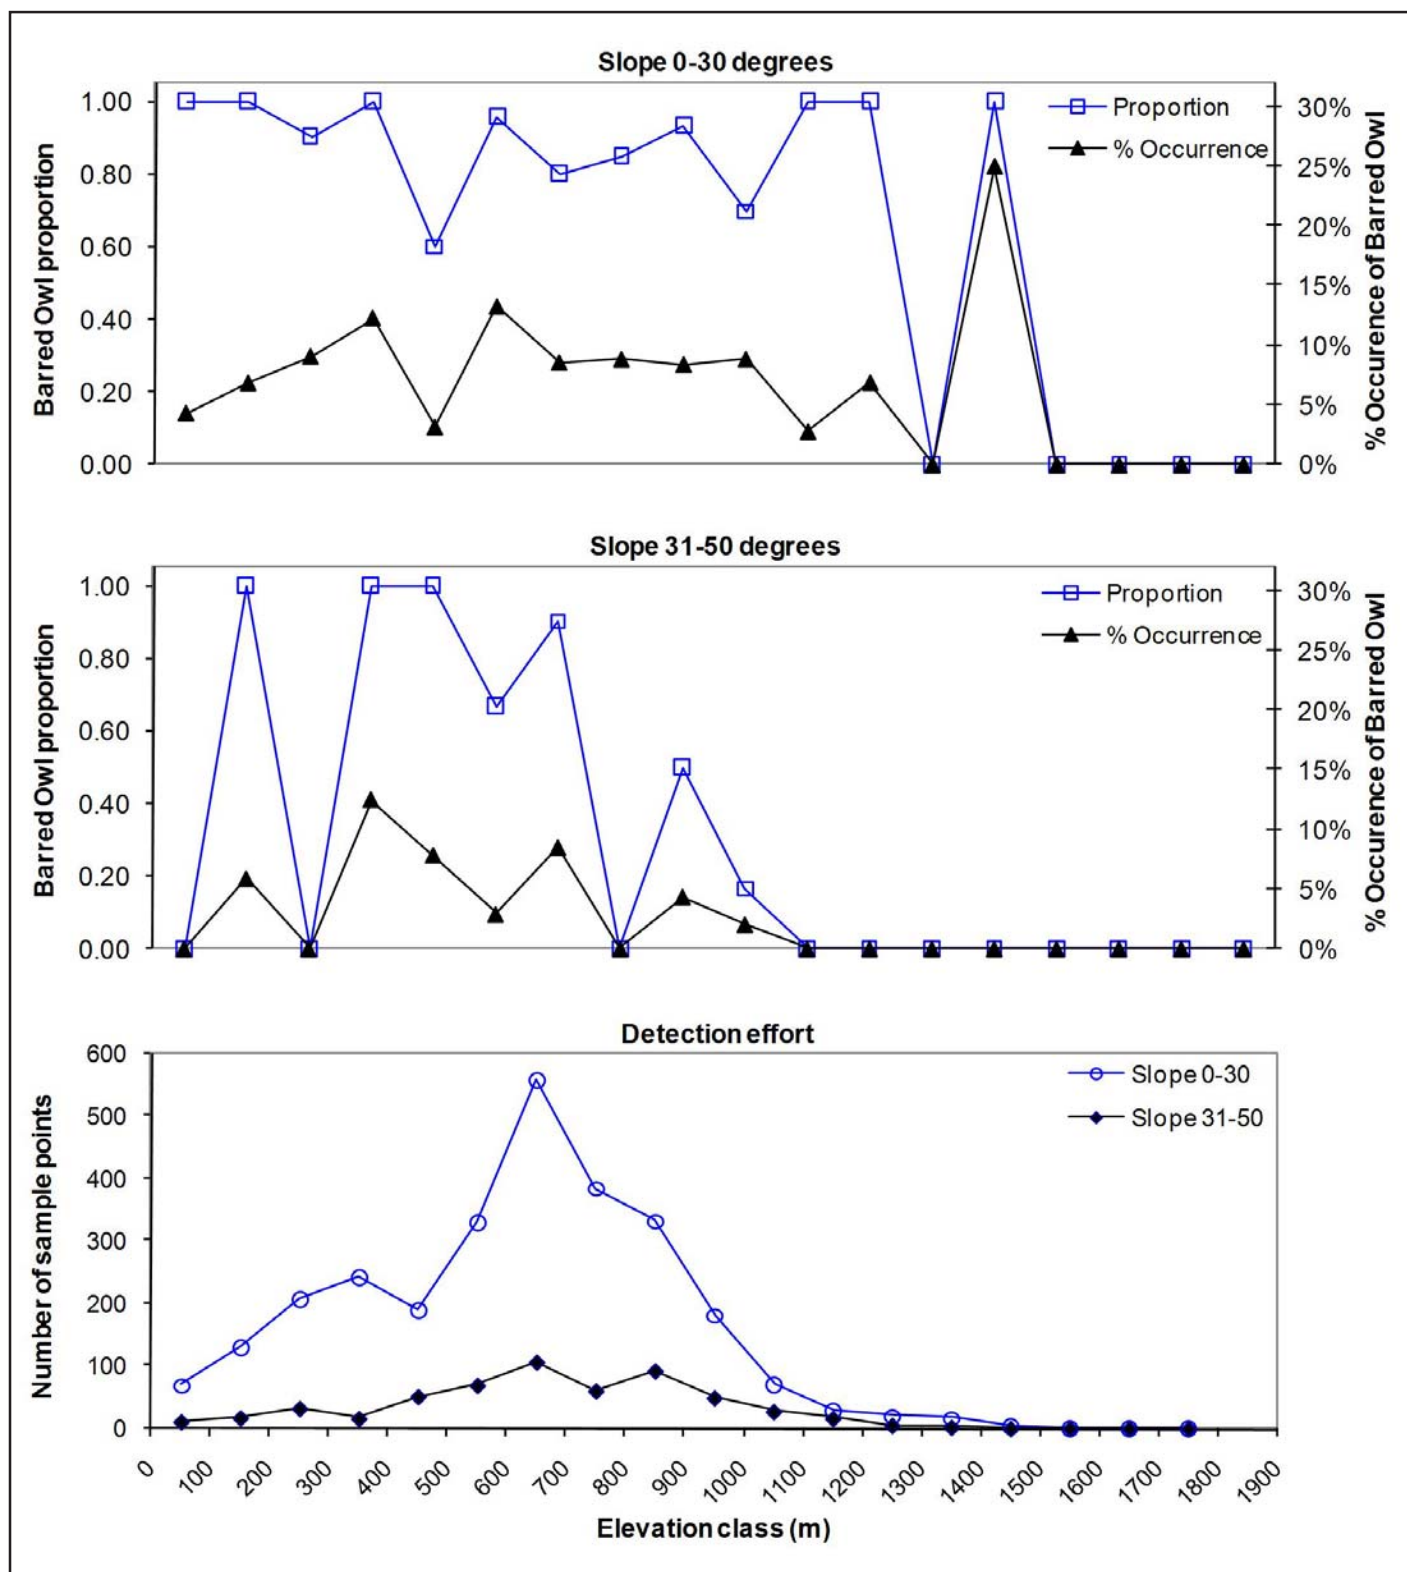 Slope 0-30 degrees
Barred Owl proportion
1.00
0.80
0.60
0.40
0.20
0.00
Proportion
% Occurrence
30%
25%
20%
15%
10%
5%
0%
% Occurence of Barred Owl
Slope 31-50 degrees
Barred Owl proportion
1.00
0.80
0.60
0.40
0.20
0.00
Proportion
% Occurrence
30%
25%
20%
15%
10%
5%
0%
% Occurence of Barred Owl
Detection effort
Number of sample points
600
500
400
300
200
100
0
Slope 0-30
Slope 31-50
0 100 200 300 400 500 600 700 800 900 1000 1100 1200 1300 1400 1500 1600 1700 1800 1900
Elevation class (m)